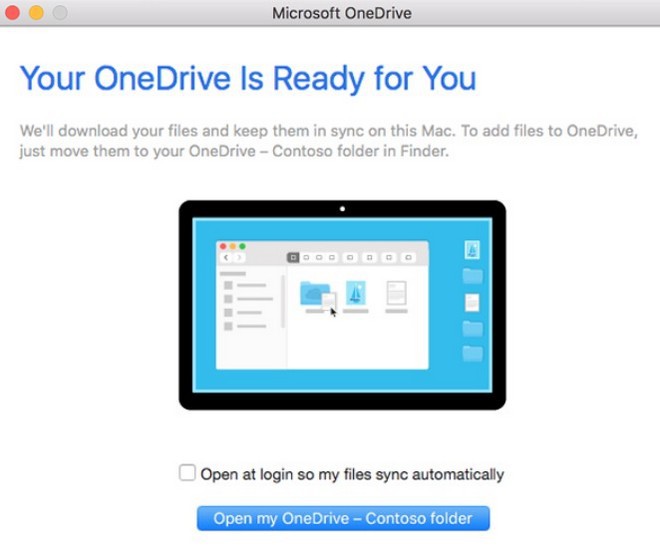 Microsoft OneDrive
Your OneDrive Is Ready for You
We'll download your files and keep them in sync on this Mac. To add files to OneDrive,
just move them to your OneDrive – Contoso folder in Finder.
Open at login so my files sync automatically
Open my OneDrive – Contoso folder